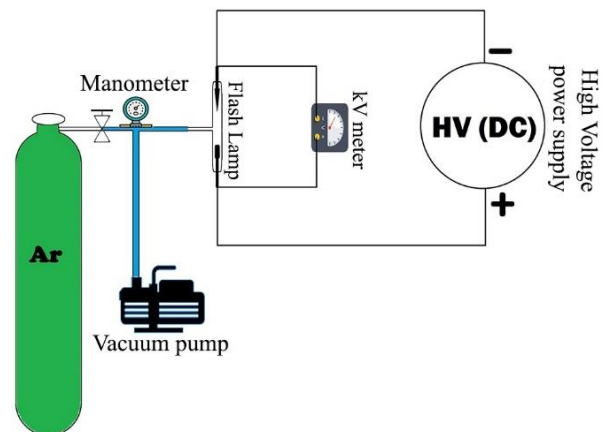 Manometer
Ar
Vacuum pump
Flash Lamp
kV meter
−
HV (DC)
+
High Voltage
power supply